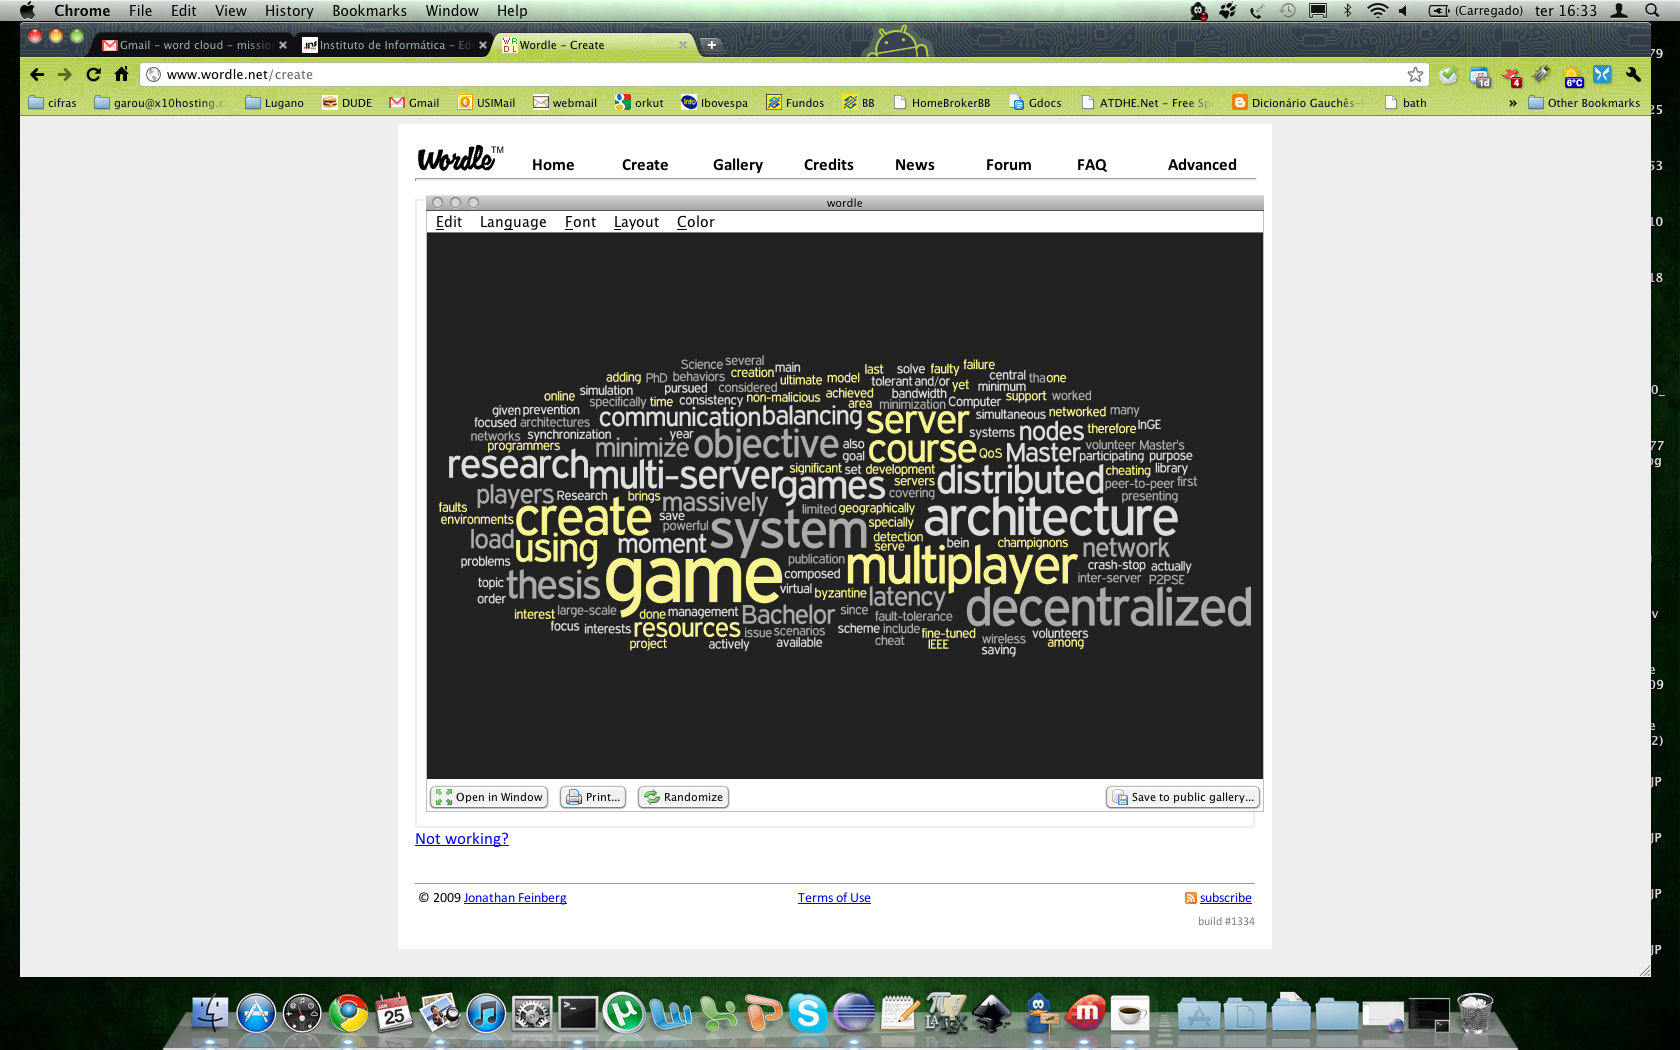 Chrome File Edit View History Bookmarks Window Help (Carregado) ter 16:33
Gmail – word cloud – missio
Instituto de Informática – Ed
Wordle – Create
www.wordle.net/create
cifras garou@x10hosting.c Lugano DUDE Gmail USIMail webmail orkut Ibovespa Fundos BB HomeBrokerBB Gdocs ATDHE.Net – Free Sp Dicionário Gauchês- bath » Other Bookmarks
Wordle™ Home Create Gallery Credits News Forum FAQ Advanced
wordle
Edit Language Font Layout Color
Science several
adding PhD behaviors creation main last solve faulty failure
online simulation pursued considered ultimate model tolerant and/or yet central tha one
specifically time consistency non-malicious achieved bandwidth minimum
given prevention area minimization Computer support worked
focused architectures communication balancing server simultaneous networked many
networks synchronization year systems nodes therefore InGE
programmers minimize objective also course QoS Master volunteer Master's
goal participating purpose
research multi-server significant set development distributed cheating library
games servers peer-to-peer first
players Research brings massively covering presenting
faults create save limited geographically architecture
environments powerful system specially
load using moment detection bein champignons network
problems serve crash-stop actually
game publication multiplayer inter-server P2PSE
topic thesis composed
order virtual byzantine latency decentralized
interest large-scale done management Bachelor since fault-tolerance
focus interests resources issue scenarios scheme include fine-tuned wireless volunteers
project actively available cheat IEEE saving among
Open in Window Print... Randomize Save to public gallery...
Not working?
© 2009 Jonathan Feinberg Terms of Use subscribe
build #1334
JAN
25